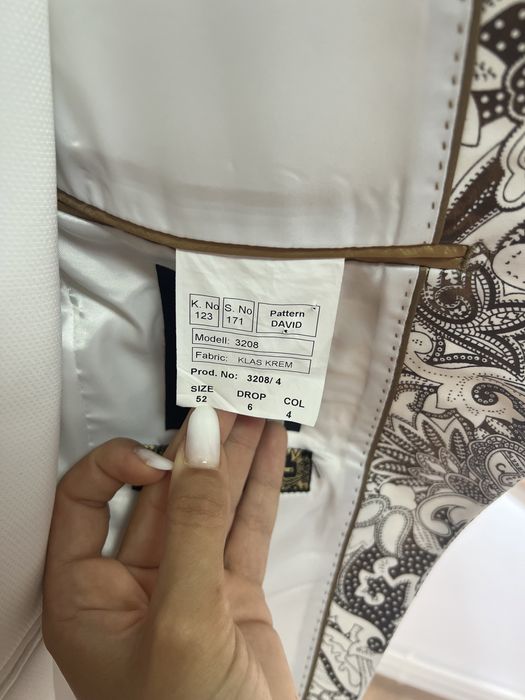 K. No S. No Pattern
123 171 DAVID
Modell: 3208
Fabric: KLAS KREM
Prod. No: 3208/ 4
SIZE DROP COL
52 6 4